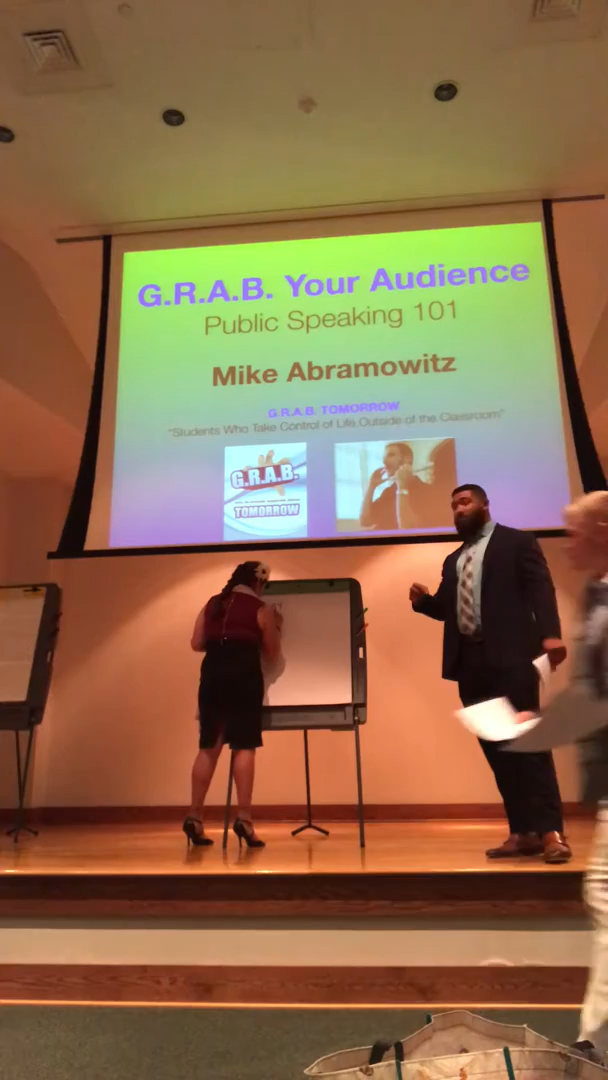 G.R.A.B. Your Audience
Public Speaking 101
Mike Abramowitz
G.R.A.B. TOMORROW
"Students Who Take Control of Life Outside of the Classroom"
G.R.A.B.
TOMORROW